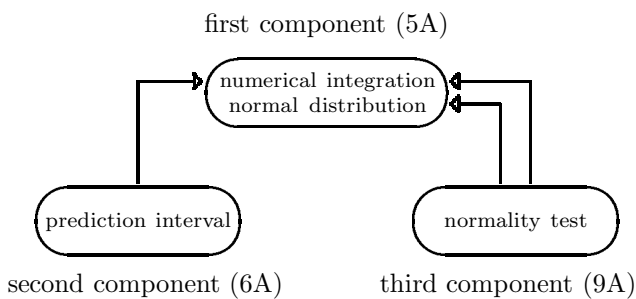 first component (5A)
numerical integration
normal distribution
prediction interval
normality test
second component (6A)
third component (9A)